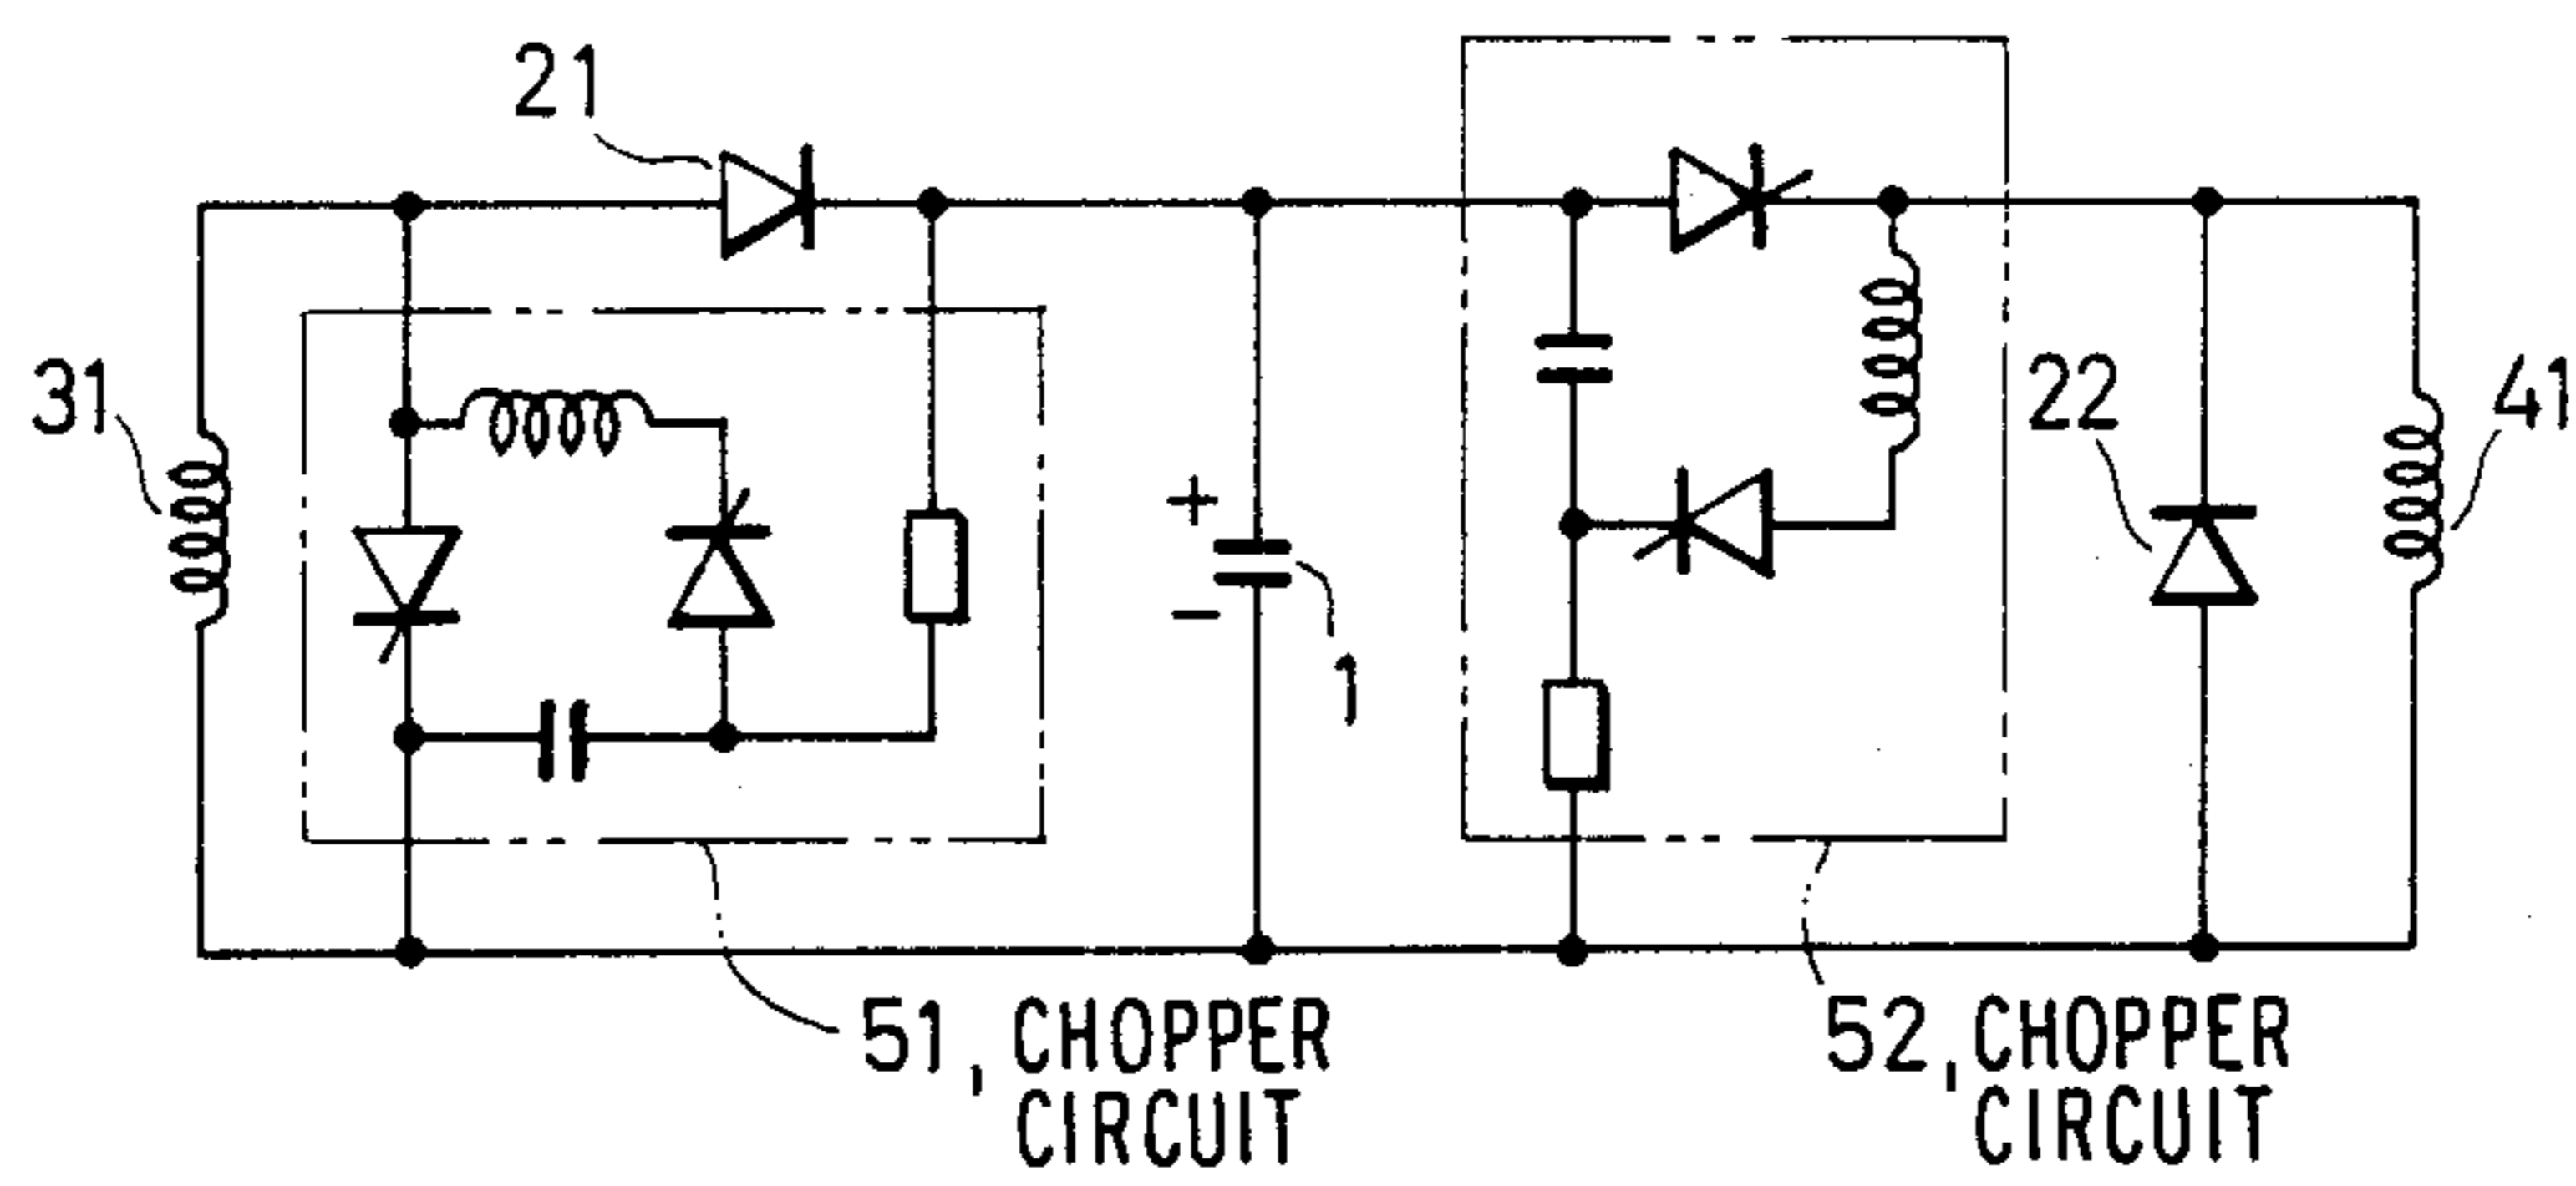 21
31
+
−
1
22
41
51, CHOPPER
CIRCUIT
52, CHOPPER
CIRCUIT